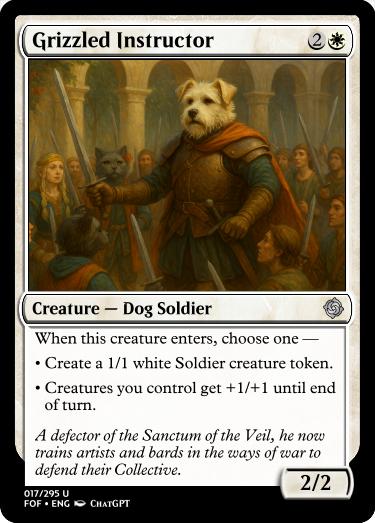 Grizzled Instructor 2
Creature — Dog Soldier
When this creature enters, choose one —
• Create a 1/1 white Soldier creature token.
• Creatures you control get +1/+1 until end
of turn.
A defector of the Sanctum of the Veil, he now
trains artists and bards in the ways of war to
defend their Collective.
2/2
017/295 U
FOF • ENG ChatGPT